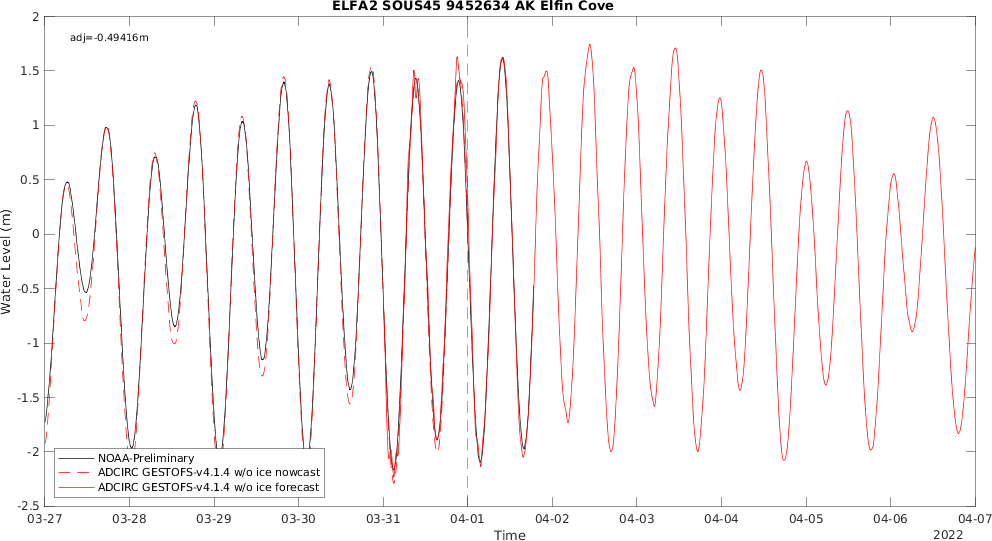 ELFA2 SOUS45 9452634 AK Elfin Cove
adj=-0.49416m
2
1.5
1
0.5
0
-0.5
-1
-1.5
-2
-2.5
Water Level (m)
NOAA-Preliminary
ADCIRC GESTOFS-v4.1.4 w/o ice nowcast
ADCIRC GESTOFS-v4.1.4 w/o ice forecast
03-27 03-28 03-29 03-30 03-31 04-01 04-02 04-03 04-04 04-05 04-06 04-07
Time
2022